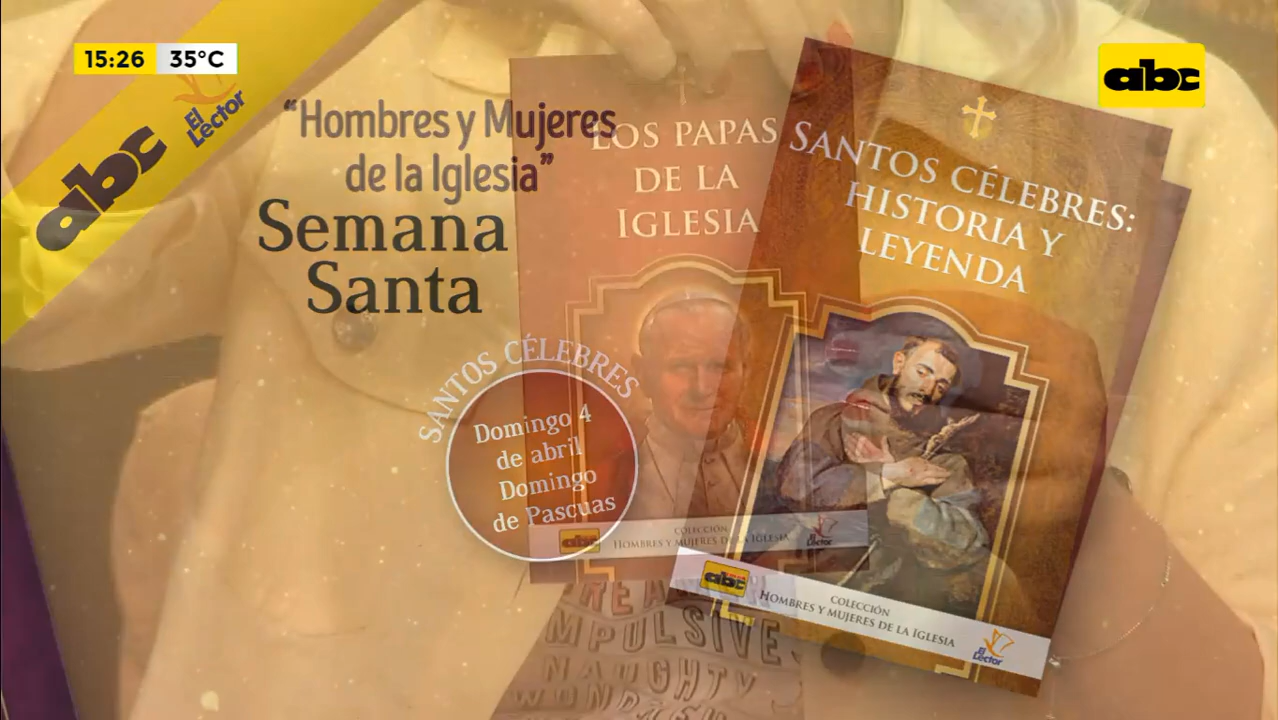 15:26 35°C
abc
abc
El Lector
“Hombres y Mujeres
de la Iglesia”
Semana
Santa
SANTOS CÉLEBRES
Domingo 4
de abril
Domingo
de Pascuas
LOS PAPAS
DE LA
IGLESIA
abc
COLECCIÓN
HOMBRES Y MUJERES DE LA IGLESIA
El Lector
SANTOS CÉLEBRES:
HISTORIA Y
LEYENDA
abc
COLECCIÓN
HOMBRES Y MUJERES DE LA IGLESIA
El Lector
IMPULSIVE
NAUGHTY